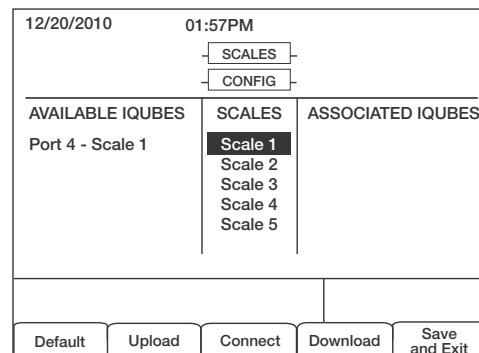 12/20/2010 01:57PM
SCALES
CONFIG
AVAILABLE IQUBES SCALES ASSOCIATED IQUBES
Port 4 - Scale 1 Scale 1
Scale 2
Scale 3
Scale 4
Scale 5
Default Upload Connect Download Save and Exit